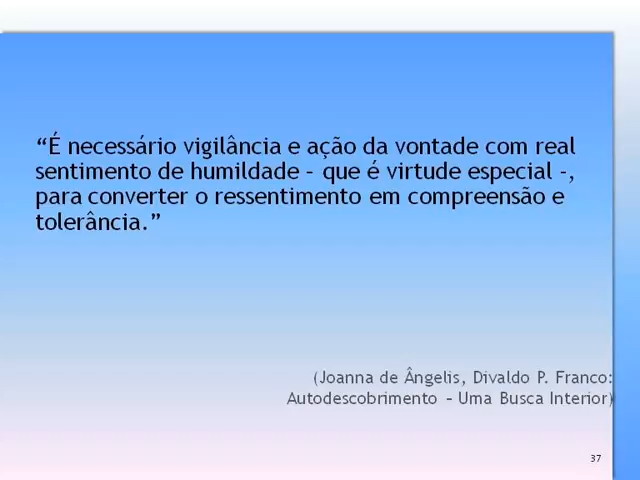 “É necessário vigilância e ação da vontade com real
sentimento de humildade – que é virtude especial -,
para converter o ressentimento em compreensão e
tolerância.”
(Joanna de Ângelis, Divaldo P. Franco:
Autodescobrimento – Uma Busca Interior)
37